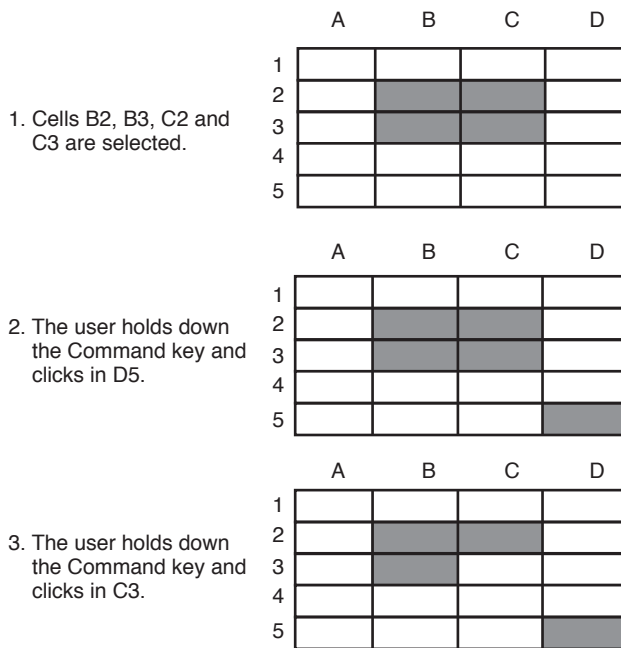 A B C D
1
2
3
4
5
1. Cells B2, B3, C2 and
C3 are selected.
A B C D
1
2
3
4
5
2. The user holds down
the Command key and
clicks in D5.
A B C D
1
2
3
4
5
3. The user holds down
the Command key and
clicks in C3.